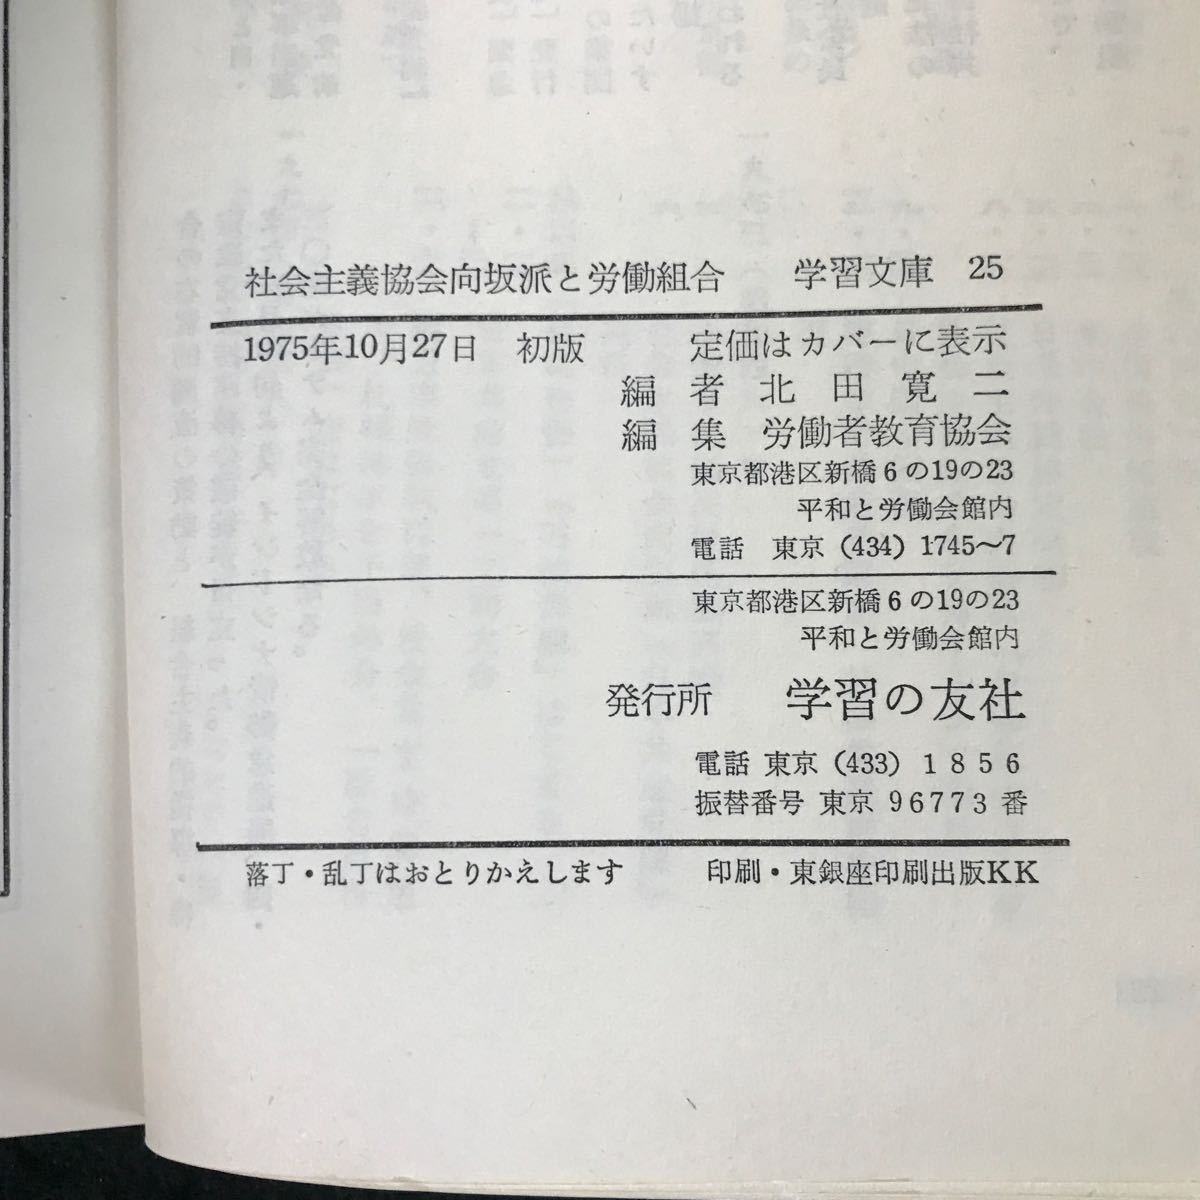 社会主義協会向坂派と労働組合　学習文庫　25
1975年10月27日　初版　定価はカバーに表示
編　者　北　田　寛　二
編　集　労働者教育協会
東京都港区新橋6の19の23
平和と労働会館内
電話　東京（434）1745〜7
東京都港区新橋6の19の23
平和と労働会館内
発行所　学習の友社
電話 東京（433）1856
振替番号 東京 96773 番
落丁・乱丁はおとりかえします　印刷・東銀座印刷出版KK